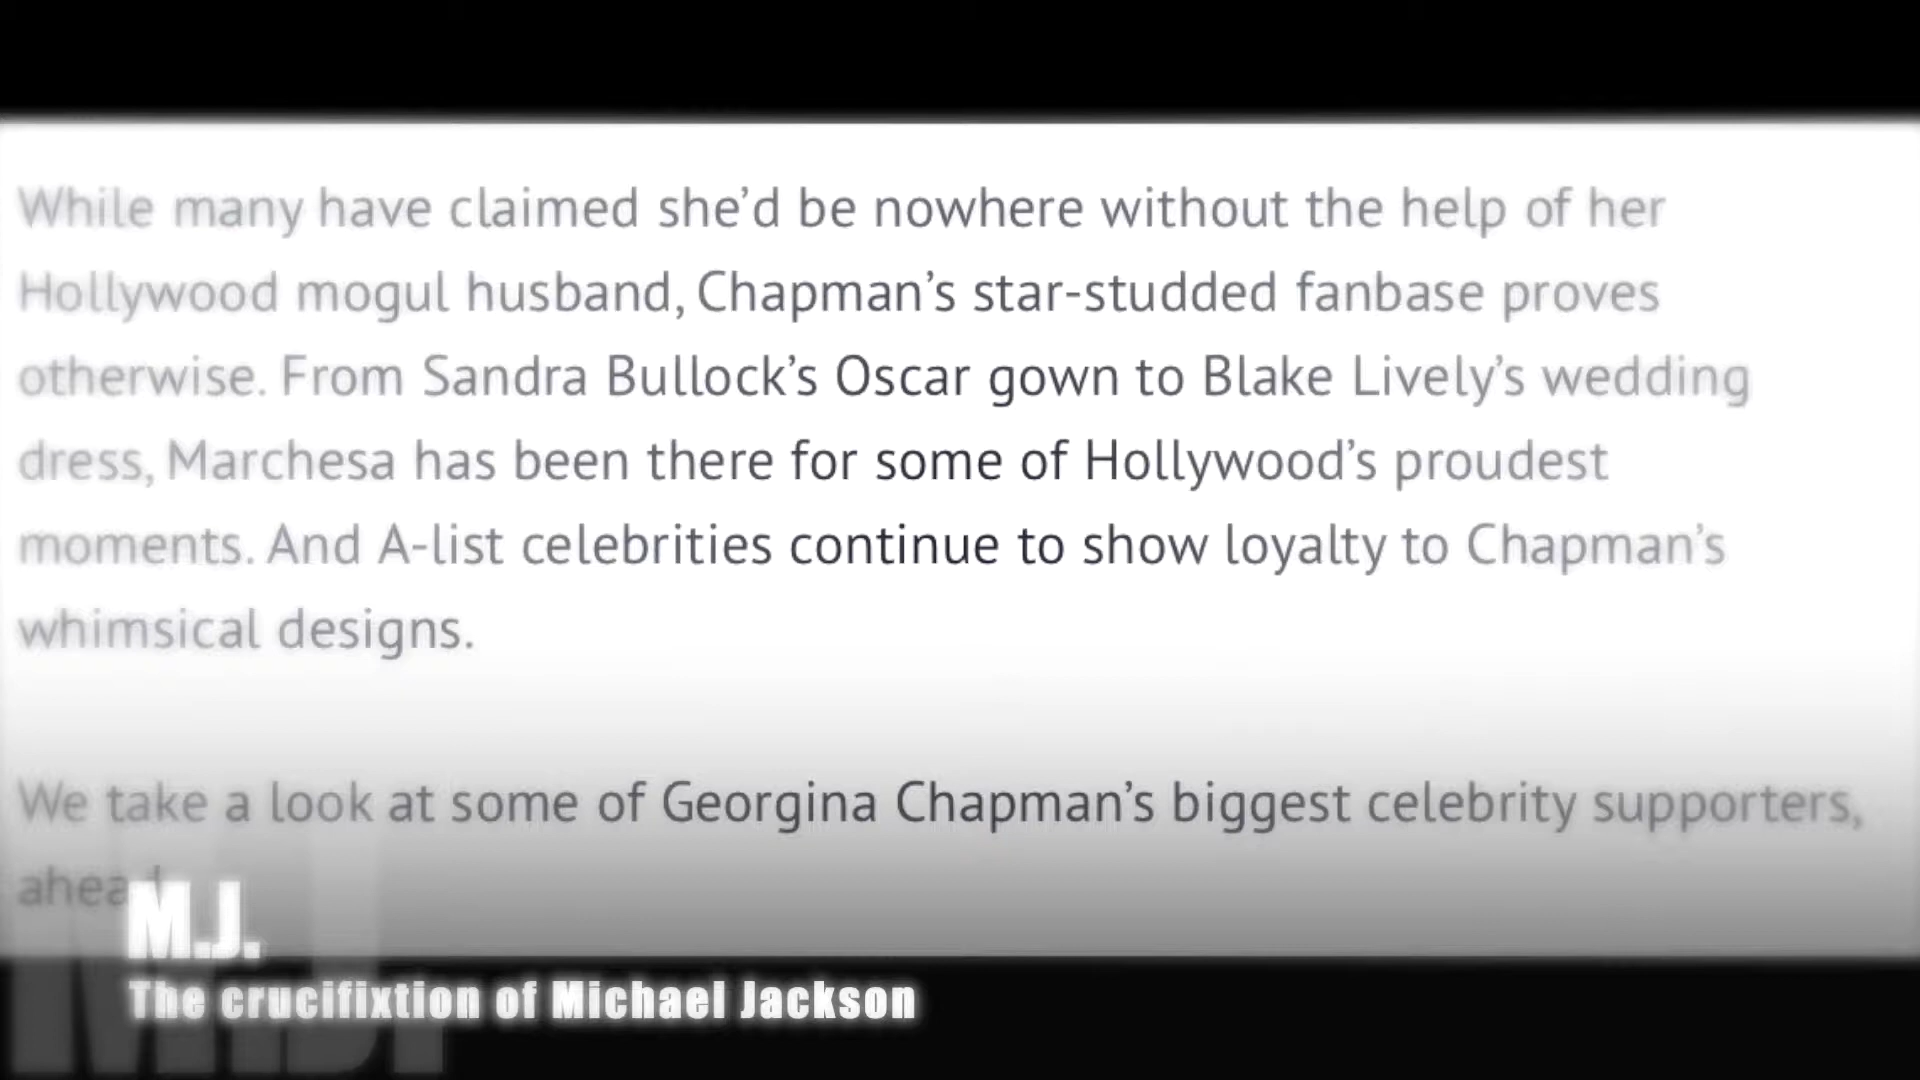 While many have claimed she’d be nowhere without the help of her
Hollywood mogul husband, Chapman’s star-studded fanbase proves
otherwise. From Sandra Bullock’s Oscar gown to Blake Lively’s wedding
dress, Marchesa has been there for some of Hollywood’s proudest
moments. And A-list celebrities continue to show loyalty to Chapman’s
whimsical designs.
We take a look at some of Georgina Chapman’s biggest celebrity supporters,
M.J.
The crucifixtion of Michael Jackson
M.J.